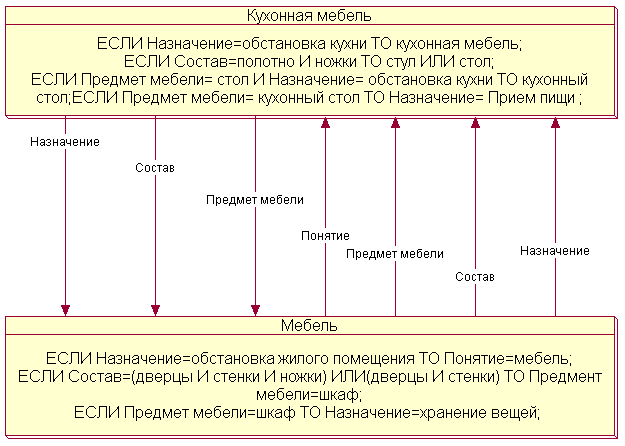 Кухонная мебель
ЕСЛИ Назначение=обстановка кухни ТО кухонная мебель;
ЕСЛИ Состав=полотно И ножки ТО стул ИЛИ стол;
ЕСЛИ Предмет мебели= стол И Назначение= обстановка кухни ТО кухонный
стол;ЕСЛИ Предмет мебели= кухонный стол ТО Назначение= Прием пищи ;
Назначение
Состав
Предмет мебели
Понятие
Предмет мебели
Состав
Назначение
Мебель
ЕСЛИ Назначение=обстановка жилого помещения ТО Понятие=мебель;
ЕСЛИ Состав=(дверцы И стенки И ножки) ИЛИ(дверцы И стенки) ТО Предмент
мебели=шкаф;
ЕСЛИ Предмет мебели=шкаф ТО Назначение=хранение вещей;